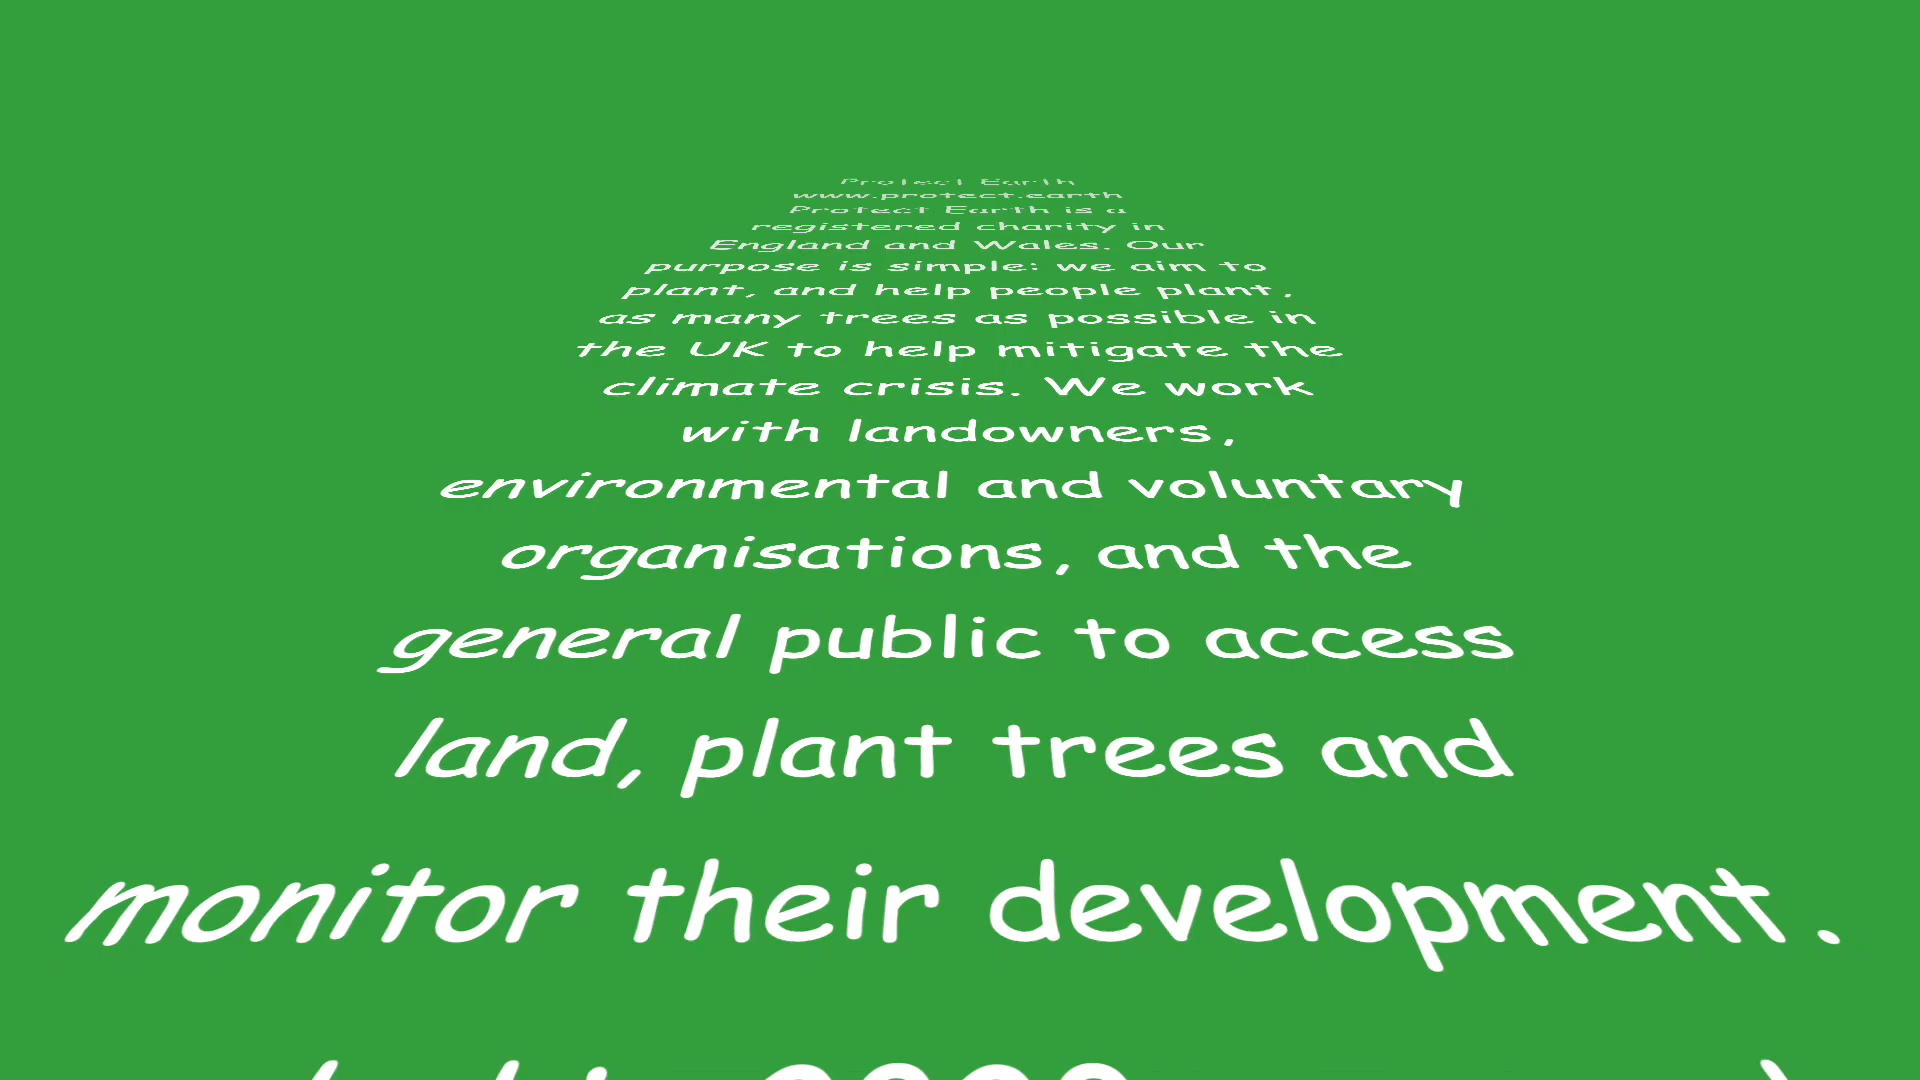 Protect Earth
www.protect.earth
Protect Earth is a
registered charity in
England and Wales. Our
purpose is simple: we aim to
plant, and help people plant,
as many trees as possible in
the UK to help mitigate the
climate crisis. We work
with landowners,
environmental and voluntary
organisations, and the
general public to access
land, plant trees and
monitor their development.